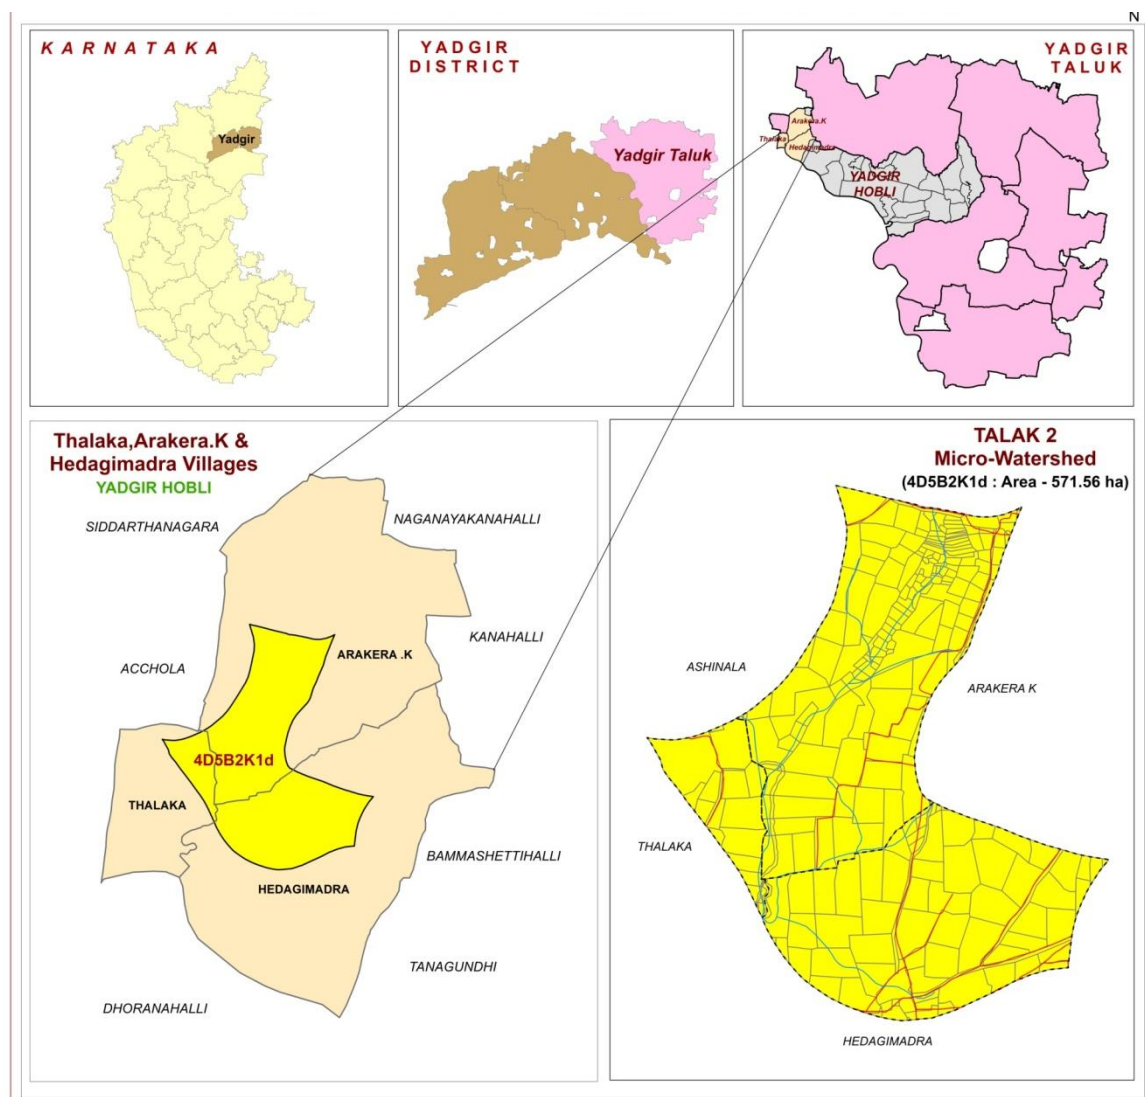 N
K A R N A T A K A
Yadgir
YADGIR
DISTRICT
Yadgir Taluk
YADGIR
TALUK
Arakera.K
Thalaka
Hedagimadra
YADGIR
HOBLI
Thalaka,Arakera.K &
Hedagimadra Villages
YADGIR HOBLI
SIDDARTHANAGARA
NAGANAYAKANAHALLI
KANAHALLI
ARAKERA .K
ACCHOLA
4D5B2K1d
THALAKA
BAMMASHETTIHALLI
HEDAGIMADRA
TANAGUNDHI
DHORANAHALLI
TALAK 2
Micro-Watershed
(4D5B2K1d : Area - 571.56 ha)
ASHINALA
ARAKERA K
THALAKA
HEDAGIMADRA